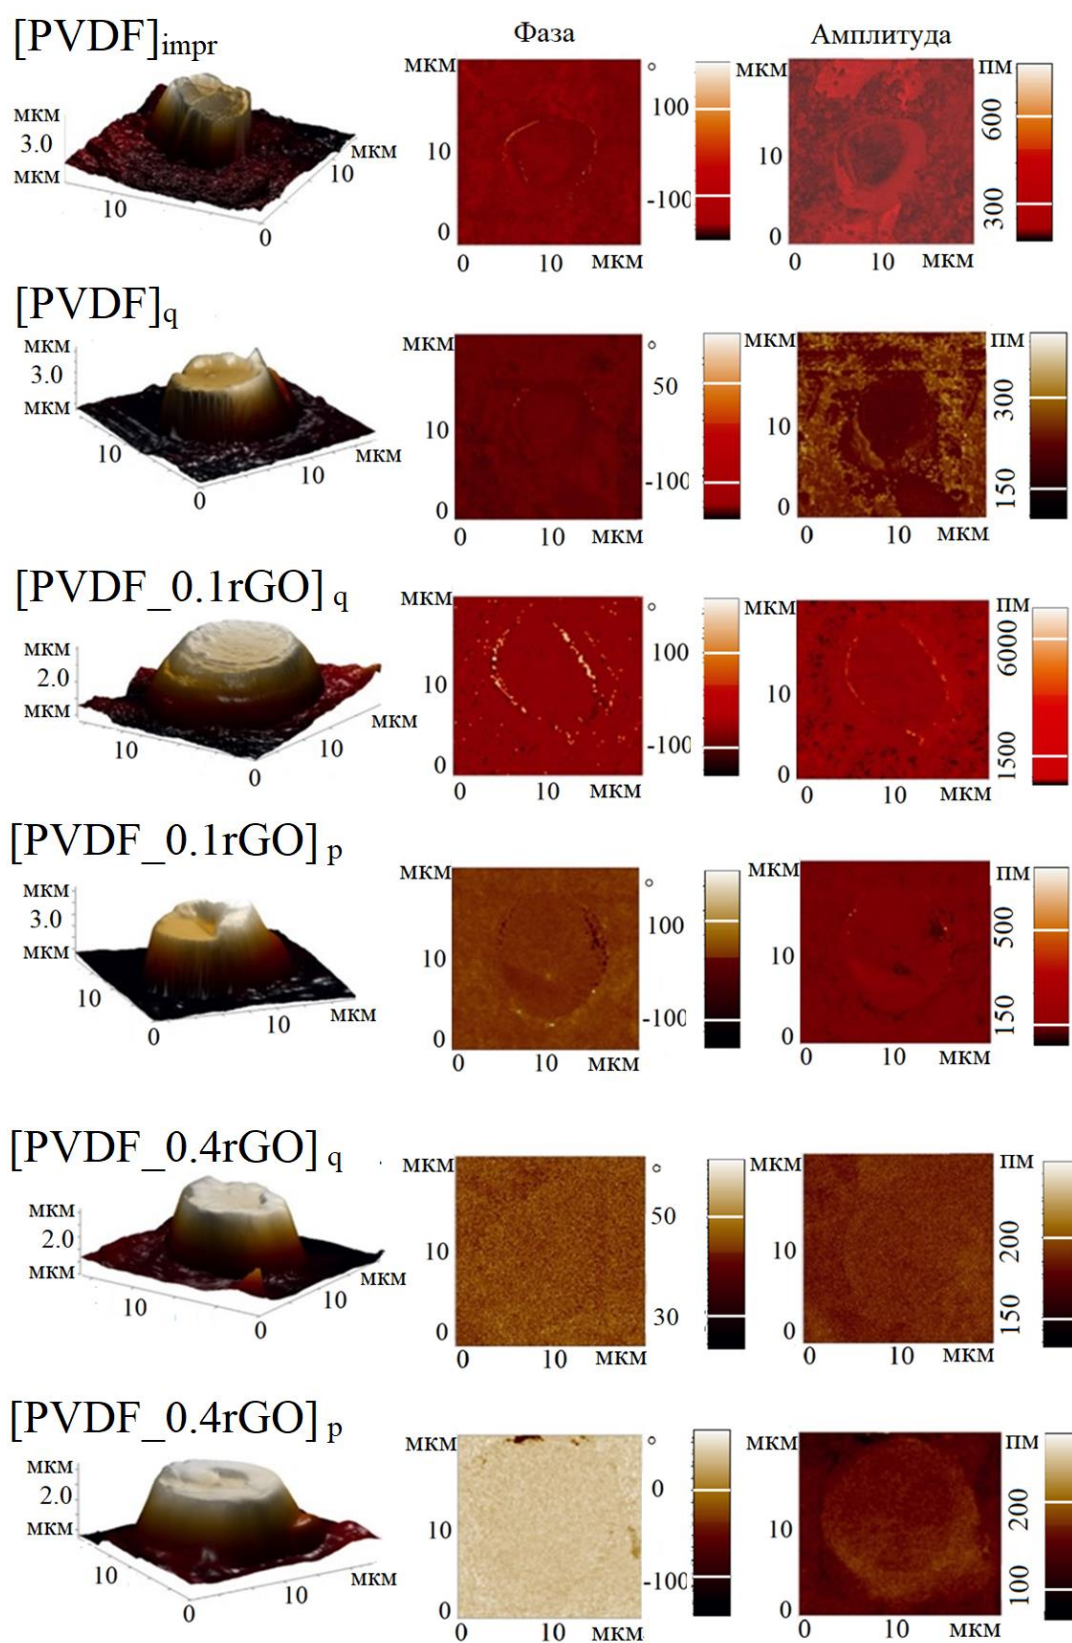 [PVDF]impr
Фаза
Амплитуда
мкм
3.0
мкм
10
0
10
мкм
мкм
10
0
0
10
мкм
°
100
-100
мкм
10
0
0
10
мкм
пм
600
300
[PVDF]q
мкм
3.0
мкм
10
0
10
мкм
мкм
10
0
0
10
мкм
°
50
-100
мкм
10
0
0
10
мкм
пм
300
150
[PVDF_0.1rGO] q
мкм
2.0
мкм
10
0
10
мкм
мкм
10
0
0
10
мкм
°
100
-100
мкм
10
0
0
10
мкм
пм
6000
1500
[PVDF_0.1rGO] p
мкм
3.0
мкм
10
0
10
мкм
мкм
10
0
0
10
мкм
°
100
-100
мкм
10
0
0
10
мкм
пм
500
150
[PVDF_0.4rGO] q
мкм
2.0
мкм
10
0
10
мкм
мкм
10
0
0
10
мкм
°
50
30
мкм
10
0
0
10
мкм
пм
200
150
[PVDF_0.4rGO] p
мкм
2.0
мкм
10
0
10
мкм
мкм
10
0
0
10
мкм
°
0
-100
мкм
10
0
0
10
мкм
пм
200
100